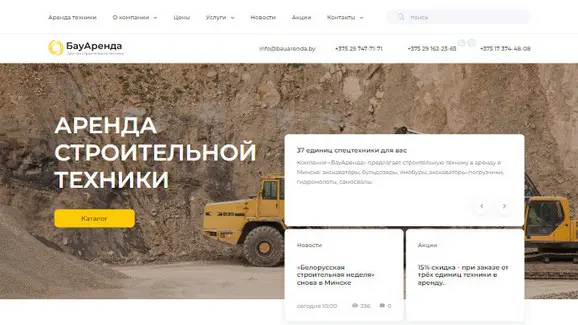 Аренда техники О компании Цены Услуги Новости Акции Контакты поиск
БауАренда
info@bauarenda.by +375 29 747-71-71 +375 29 162-23-63 +375 17 374-48-08
АРЕНДА
СТРОИТЕЛЬНОЙ
ТЕХНИКИ
Каталог
37 единиц спецтехники для вас
Компания «БауАренда» предлагает строительную технику в аренду в
Минске: экскаваторы, бульдозеры, ямобуры, экскаваторы-погрузчики,
гидромолоты, самосвалы.
Новости
«Белорусская
строительная неделя»
снова в Минске
сегодня 10:00 336 0
Акции
15% скидка - при заказе от
трёх единиц техники в
аренду.